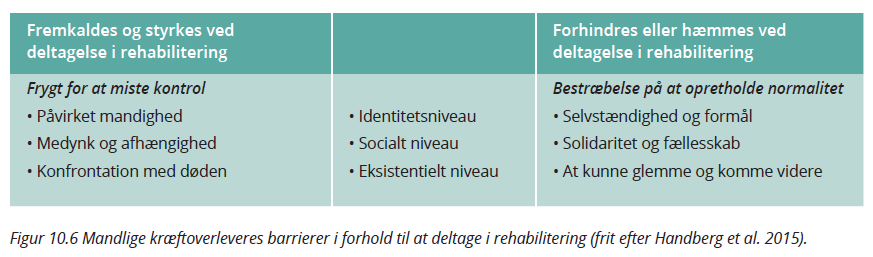 Fremkaldes og styrkes ved
deltagelse i rehabilitering
Forhindres eller hæmmes ved
deltagelse i rehabilitering
Frygt for at miste kontrol
Bestræbelse på at opretholde normalitet
• Påvirket mandighed
• Identitetsniveau
• Selvstændighed og formål
• Medynk og afhængighed
• Socialt niveau
• Solidaritet og fællesskab
• Konfrontation med døden
• Eksistentielt niveau
• At kunne glemme og komme videre
Figur 10.6 Mandlige kræftoverleveres barrierer i forhold til at deltage i rehabilitering (frit efter Handberg et al. 2015).